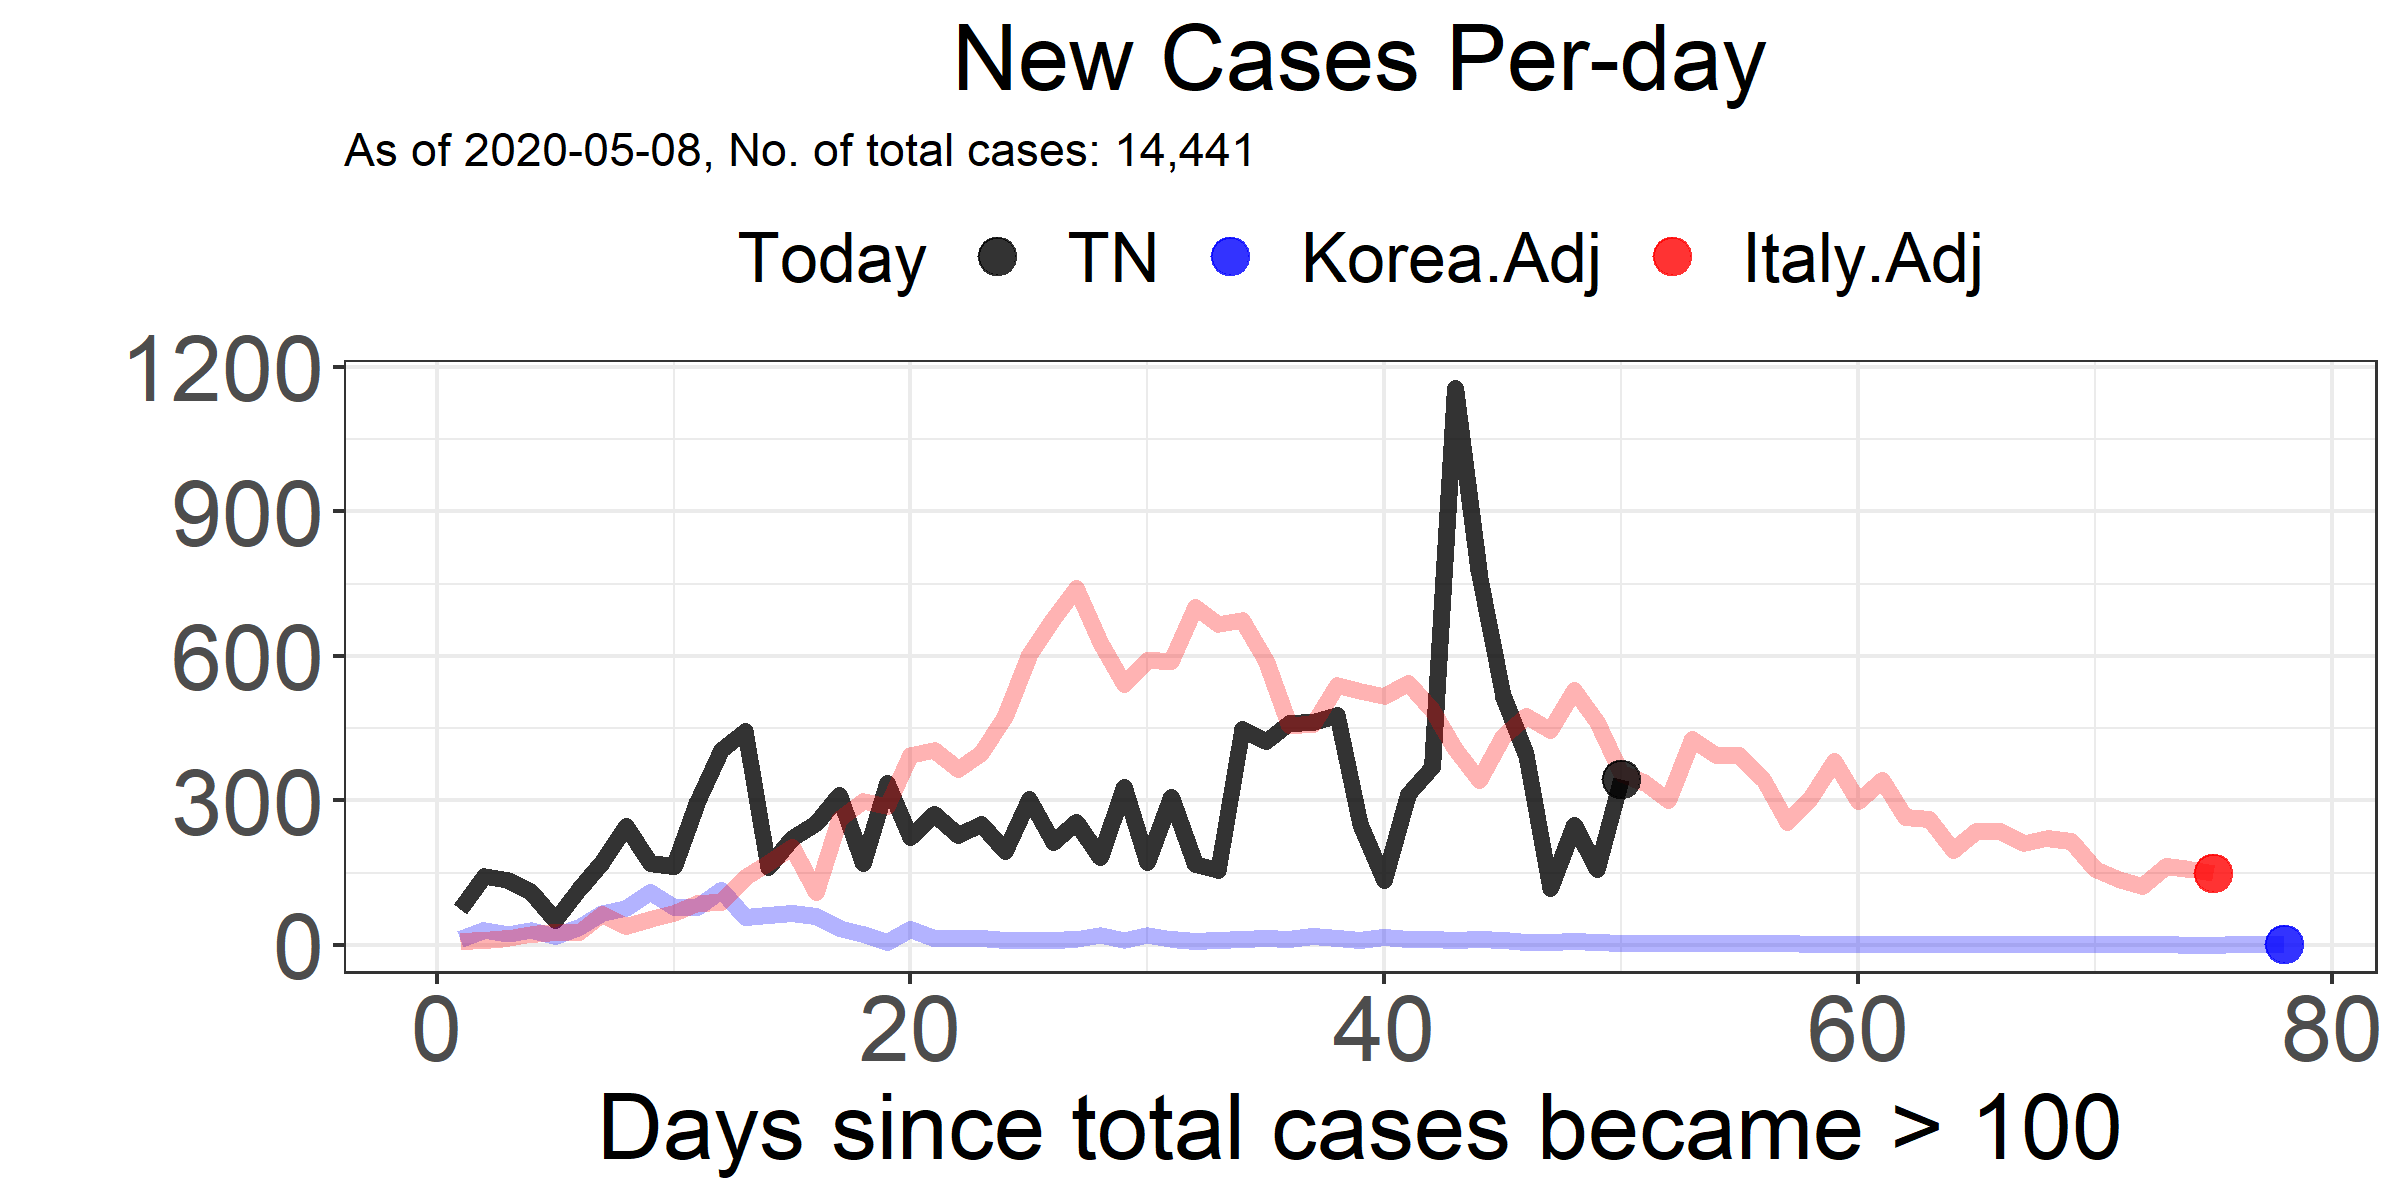 New Cases Per-day
As of 2020-05-08, No. of total cases: 14,441
Today TN Korea.Adj Italy.Adj
1200
900
600
300
0
0 20 40 60 80
Days since total cases became > 100